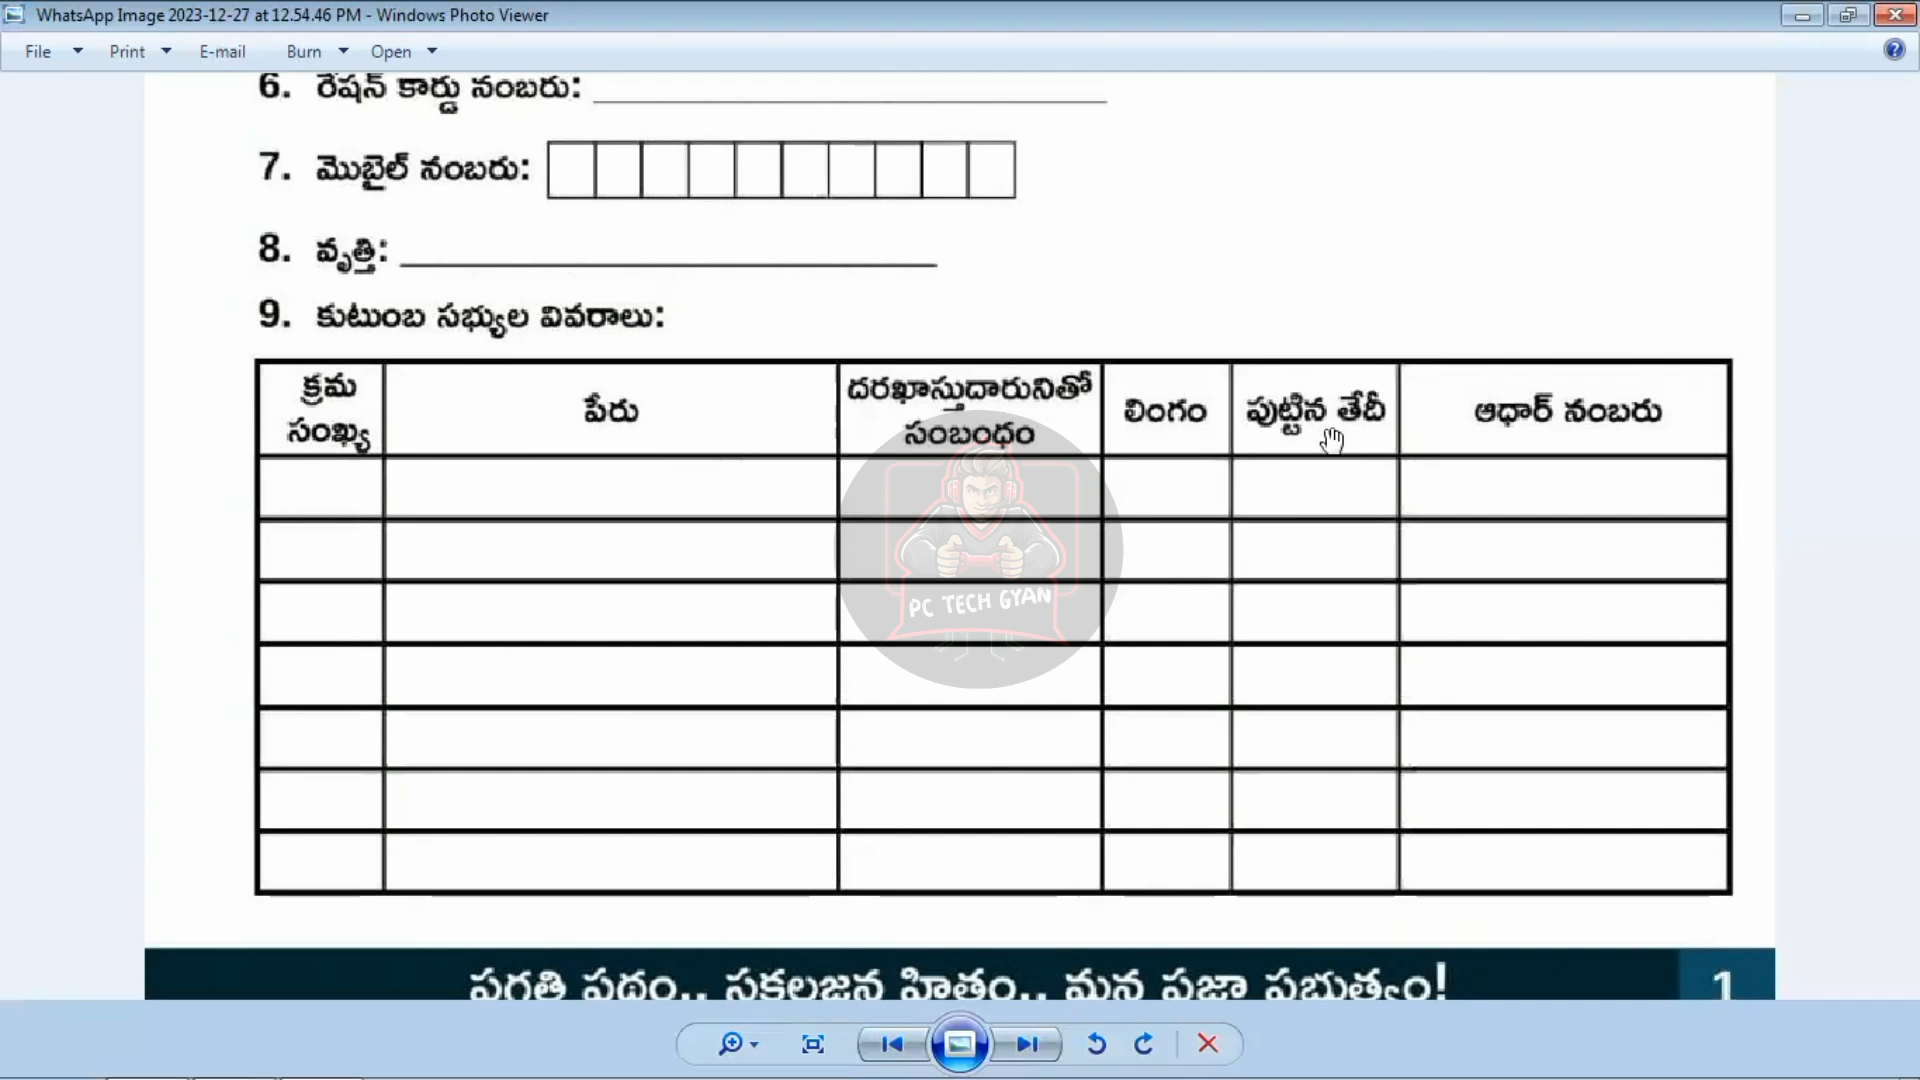 WhatsApp Image 2023-12-27 at 12.54.46 PM - Windows Photo Viewer
File Print E-mail Burn Open
6. రేషన్ కార్డు నంబరు:
7. మొబైల్ నంబరు:
8. వృత్తి:
9. కుటుంబ సభ్యుల వివరాలు:
క్రమ సంఖ్య
పేరు
దరఖాస్తుదారునితో సంబంధం
లింగం
పుట్టిన తేదీ
ఆధార్ నంబరు
PC TECH GYAN
ప్రగతి పథం.. సకలజన హితం.. మన ప్రజా ప్రభుత్వం!
1